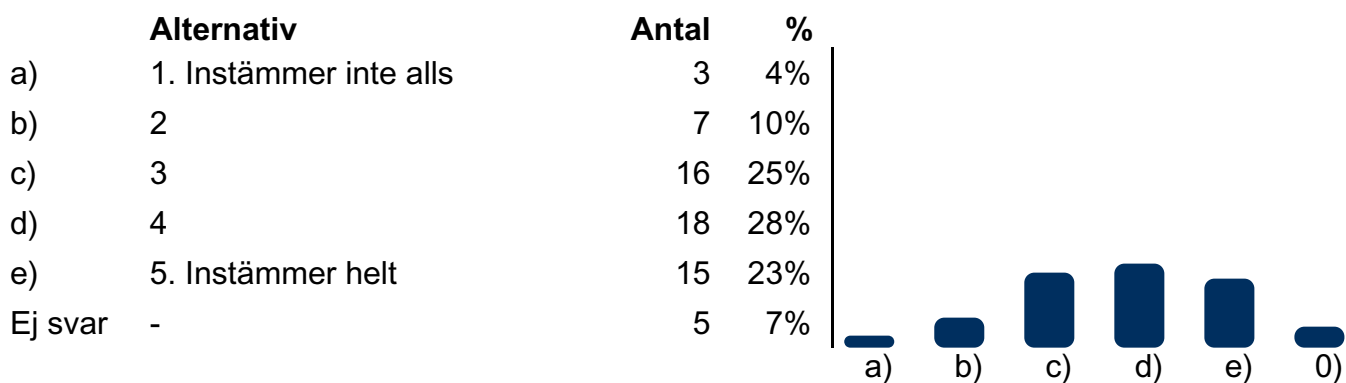 Alternativ Antal %
a) 1. Instämmer inte alls 3 4%
b) 2 7 10%
c) 3 16 25%
d) 4 18 28%
e) 5. Instämmer helt 15 23%
Ej svar - 5 7%
a) b) c) d) e) 0)